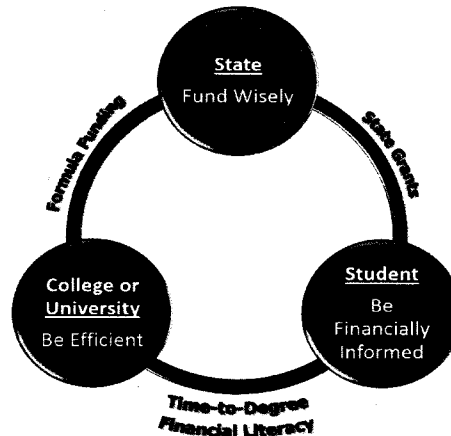 State
Fund Wisely
Formula Funding
State Grants
College or
University
Be Efficient
Student
Be
Financially
Informed
Time-to-Degree
Financial Literacy